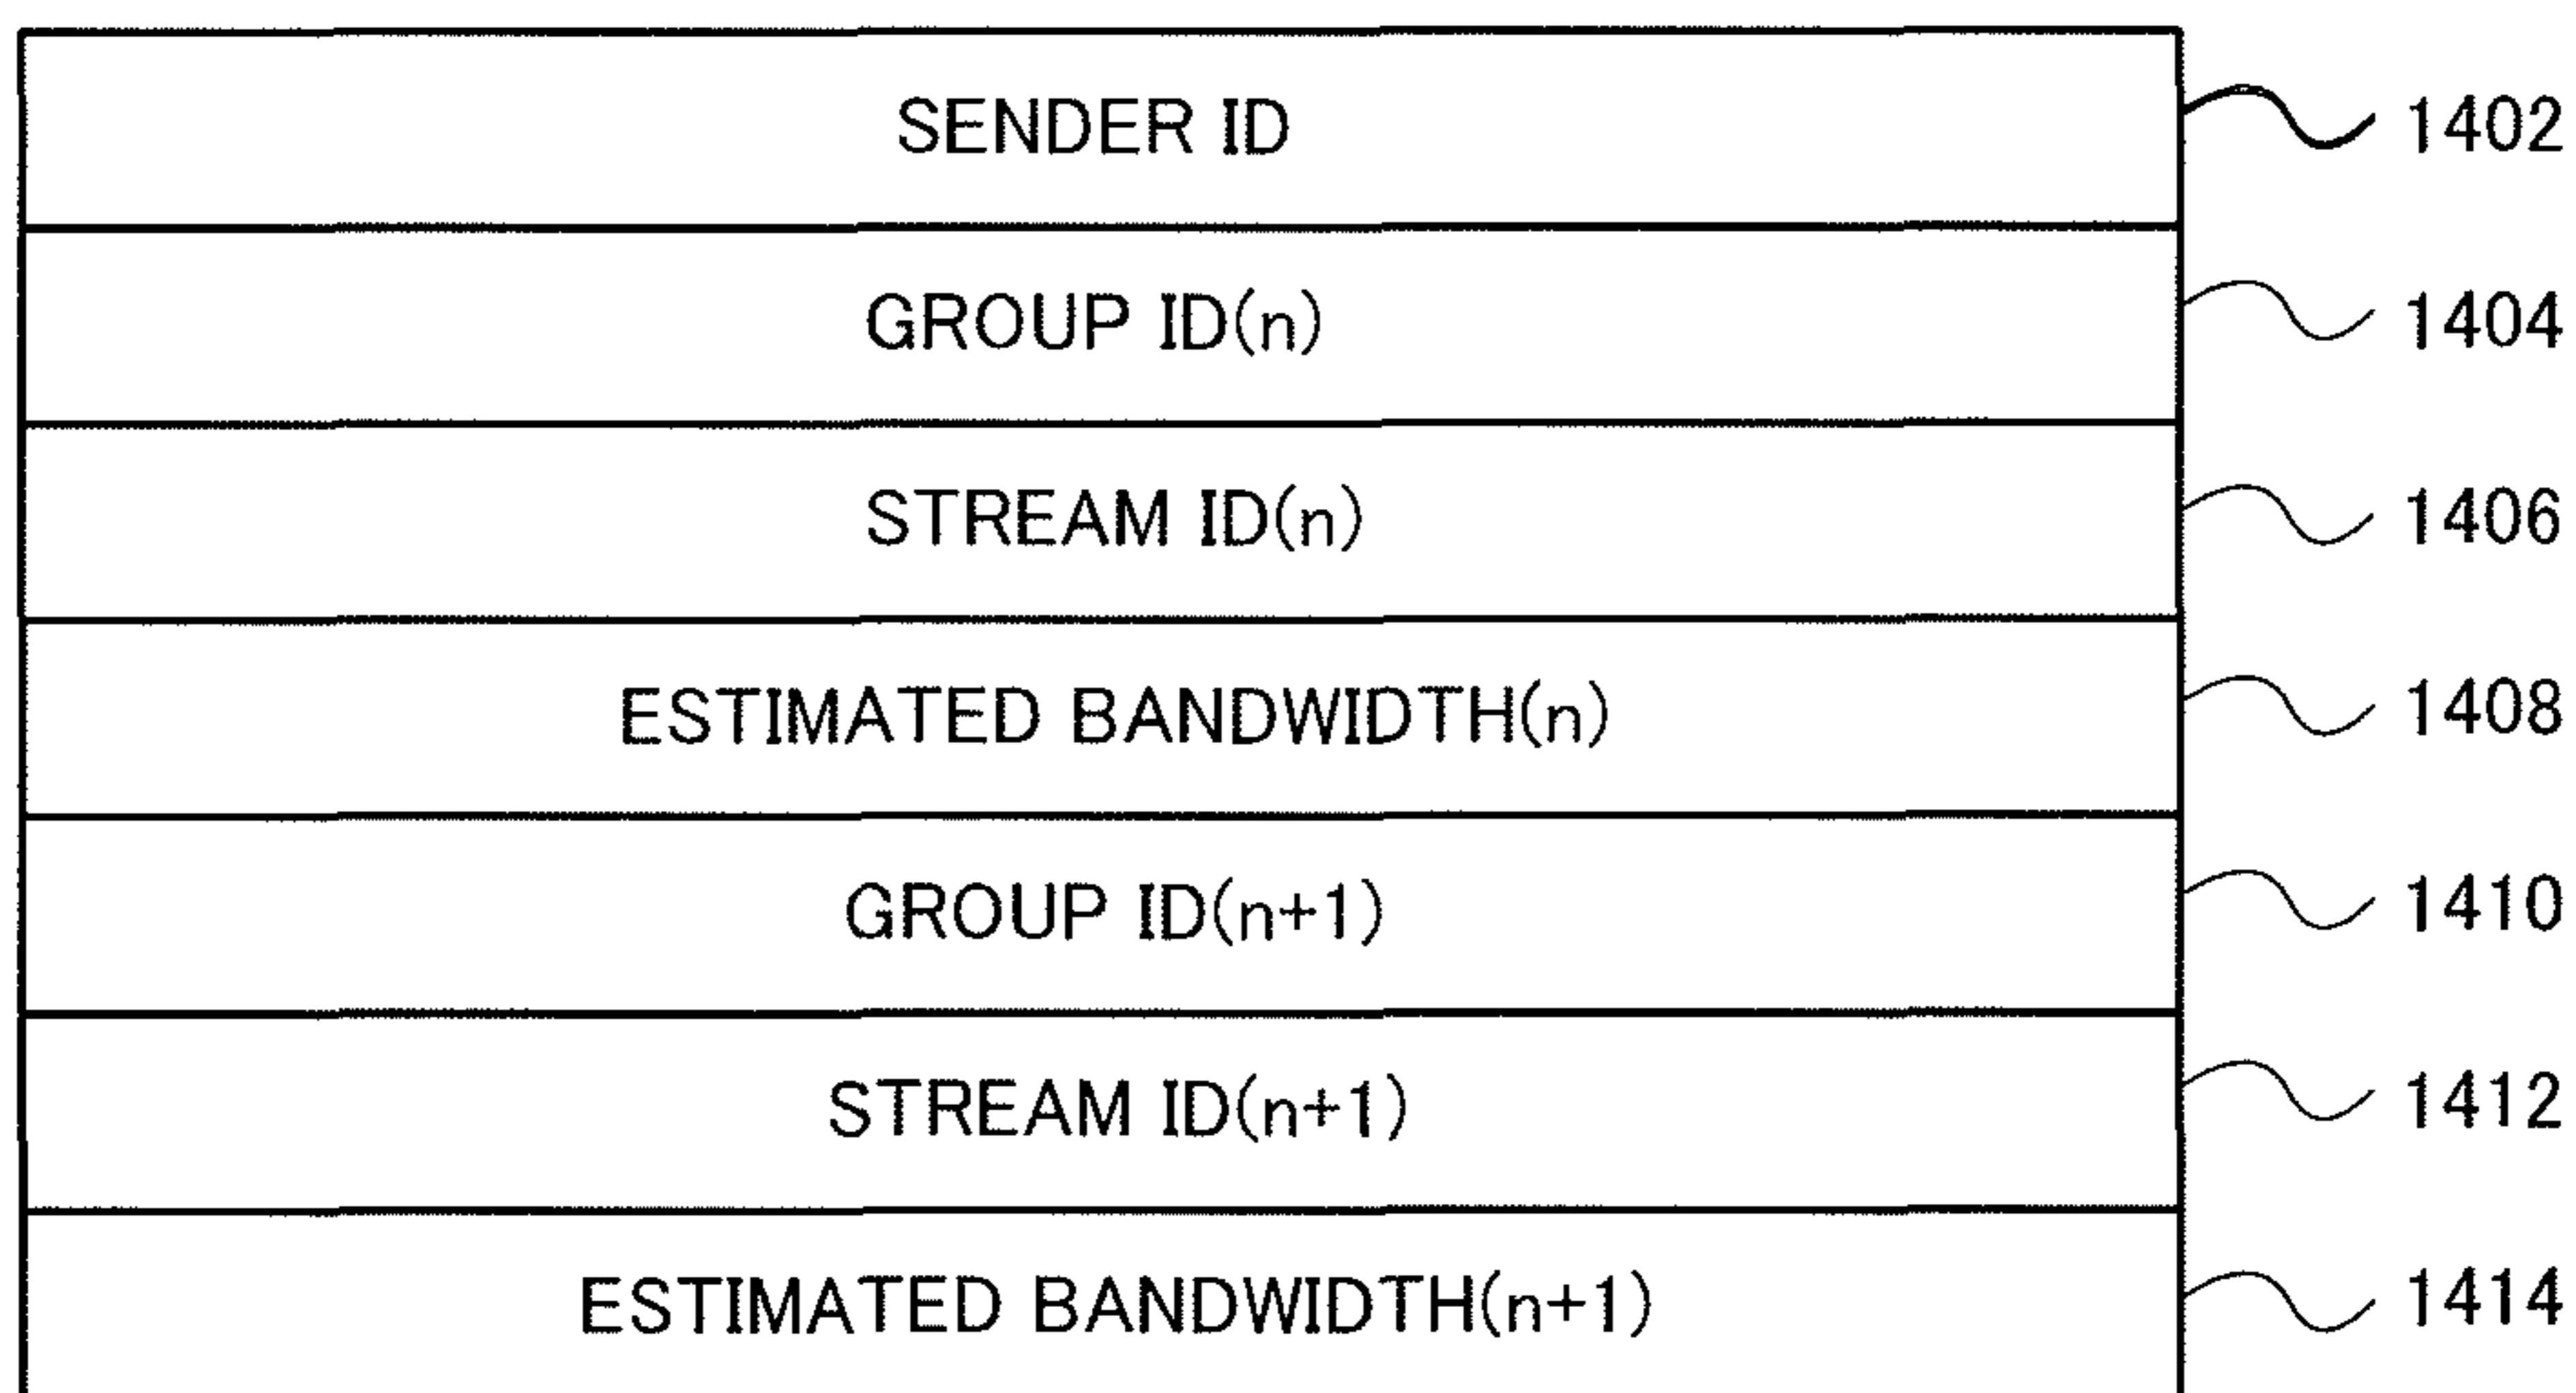 SENDER ID 1402
GROUP ID(n) 1404
STREAM ID(n) 1406
ESTIMATED BANDWIDTH(n) 1408
GROUP ID(n+1) 1410
STREAM ID(n+1) 1412
ESTIMATED BANDWIDTH(n+1) 1414